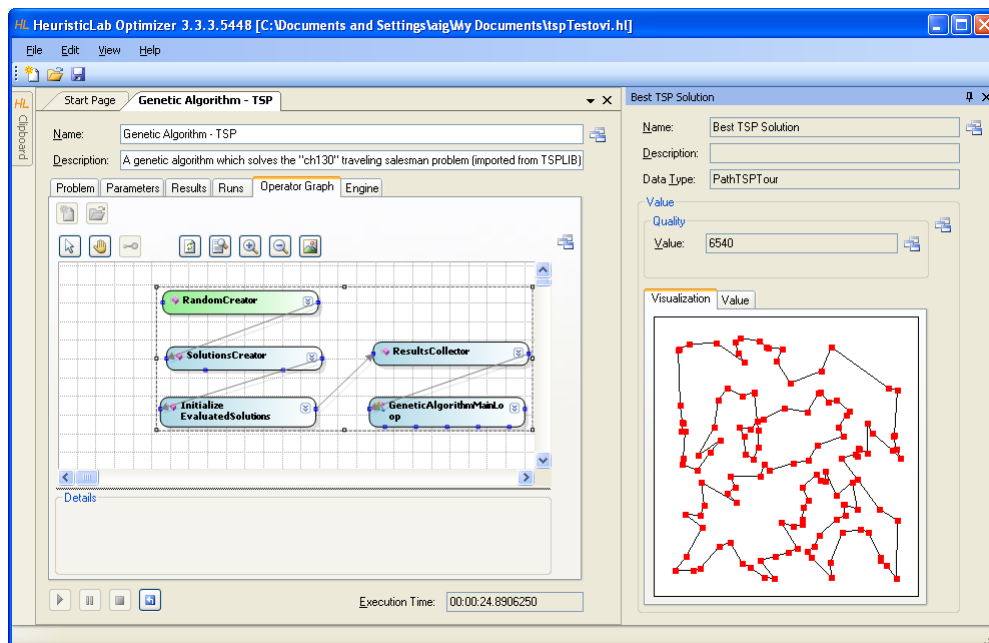 HL HeuristicLab Optimizer 3.3.3.5448 [C:\Documents and Settings\aig\My Documents\tspTestovi.hl]
File Edit View Help
HL Clipboard
Start Page Genetic Algorithm - TSP
Name: Genetic Algorithm - TSP
Description: A genetic algorithm which solves the "ch130" traveling salesman problem (imported from TSPLIB)
Problem Parameters Results Runs Operator Graph Engine
RandomCreator
SolutionsCreator
ResultsCollector
Initialize
EvaluatedSolutions
GeneticAlgorithmMainLo
op
Details
Execution Time: 00:00:24.8906250
Best TSP Solution
Name: Best TSP Solution
Description:
Data Type: PathTSPTour
Value
Quality
Value: 6540
Visualization Value